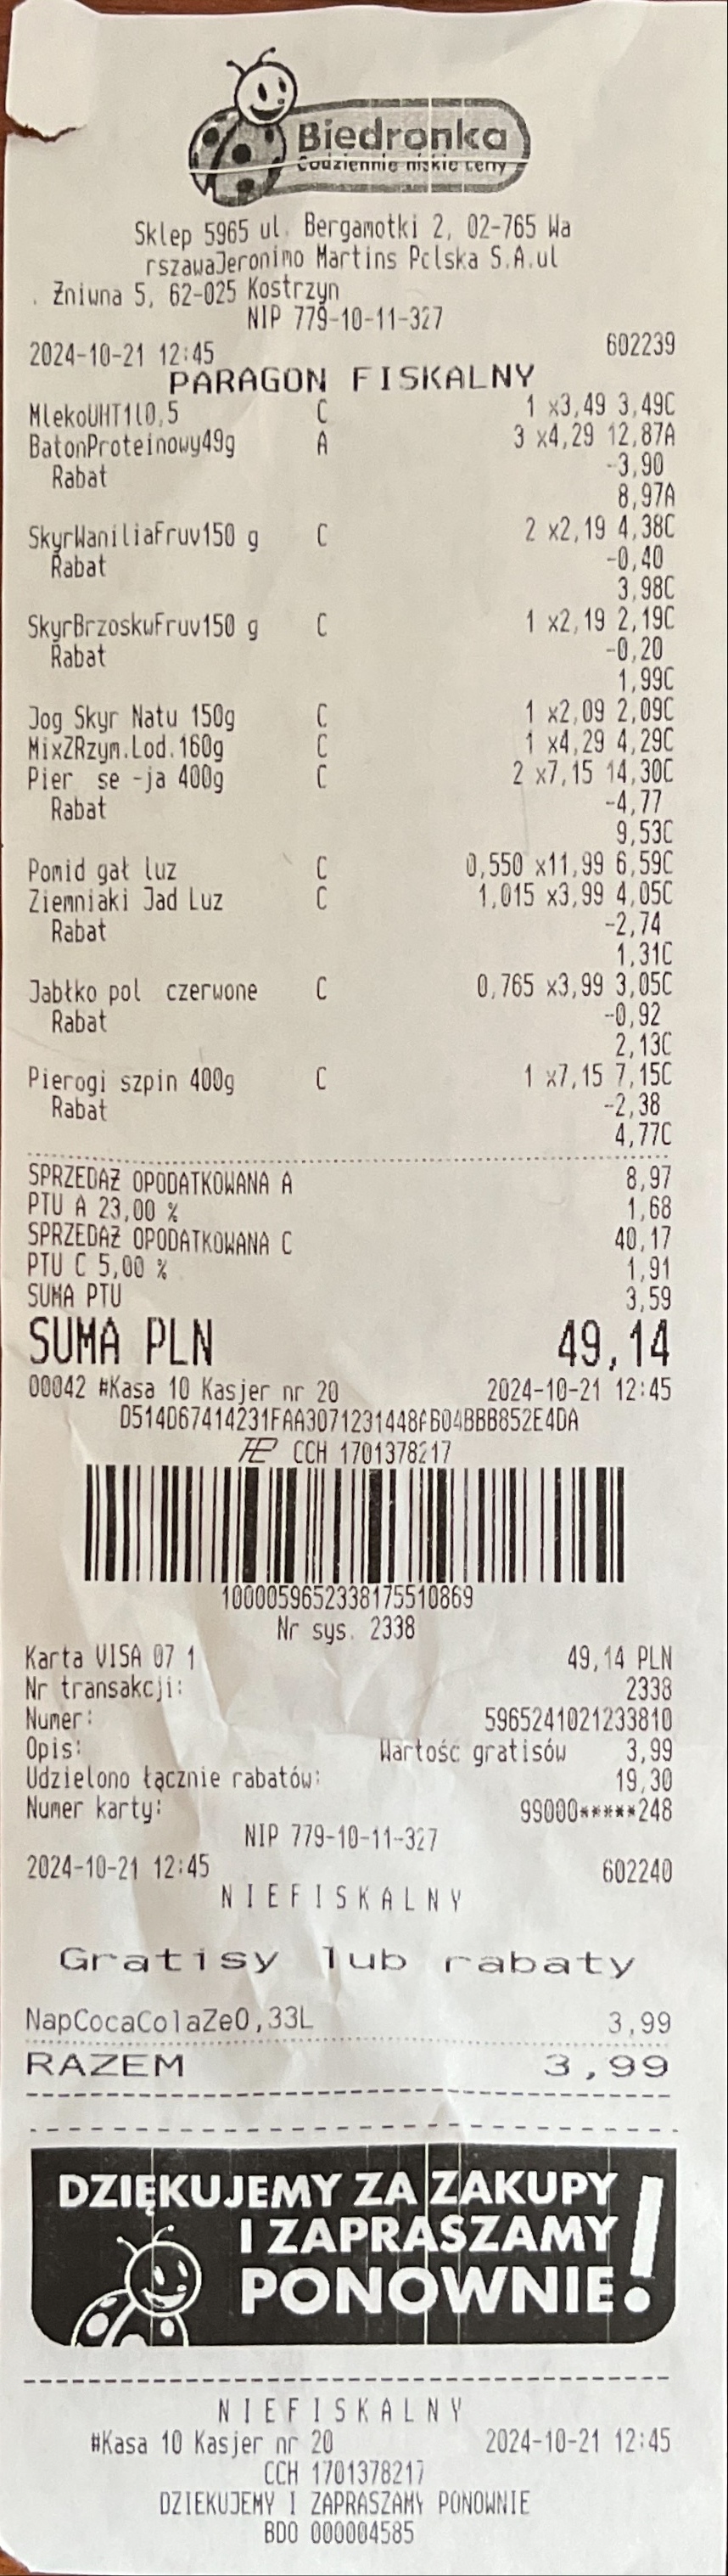 Biedronka
Codziennie niskie ceny
Sklep 5965 ul. Bergamotki 2, 02-765 Wa
rszawaJeronimo Martins Polska S.A.ul
. Żniwna 5, 62-025 Kostrzyn
NIP 779-10-11-327
2024-10-21 12:45 602239
PARAGON FISKALNY
MlekoUHT1l0,5 C 1 x3,49 3,49C
BatonProteinowy49g A 3 x4,29 12,87A
Rabat -3,90
8,97A
SkyrWaniliaFruv150 g C 2 x2,19 4,38C
Rabat -0,40
3,98C
SkyrBrzoskwFruv150 g C 1 x2,19 2,19C
Rabat -0,20
1,99C
Jog Skyr Natu 150g C 1 x2,09 2,09C
MixZRzym.Lod.160g C 1 x4,29 4,29C
Pier se -ja 400g C 2 x7,15 14,30C
Rabat -4,77
9,53C
Pomid gał luz C 0,550 x11,99 6,59C
Ziemniaki Jad Luz C 1,015 x3,99 4,05C
Rabat -2,74
1,31C
Jabłko pol czerwone C 0,765 x3,99 3,05C
Rabat -0,92
2,13C
Pierogi szpin 400g C 1 x7,15 7,15C
Rabat -2,38
4,77C
SPRZEDAŻ OPODATKOWANA A 8,97
PTU A 23,00 % 1,68
SPRZEDAŻ OPODATKOWANA C 40,17
PTU C 5,00 % 1,91
SUMA PTU 3,59
SUMA PLN 49,14
00042 #Kasa 10 Kasjer nr 20 2024-10-21 12:45
D514D67414231FAA3071231448AB04BBB852E4DA
CCH 1701378217
1000059652338175510869
Nr sys. 2338
Karta VISA 07 1 49,14 PLN
Nr transakcji: 2338
Numer: 5965241021233810
Opis: Wartość gratisów 3,99
Udzielono łącznie rabatów: 19,30
Numer karty: 99000*****248
NIP 779-10-11-327
2024-10-21 12:45 602240
NIEFISKALNY
Gratisy lub rabaty
NapCocaColaZe0,33L 3,99
RAZEM 3,99
DZIĘKUJEMY ZA ZAKUPY
I ZAPRASZAMY
PONOWNIE!
NIEFISKALNY
#Kasa 10 Kasjer nr 20 2024-10-21 12:45
CCH 1701378217
DZIEKUJEMY I ZAPRASZAMY PONOWNIE
BDO 000004585